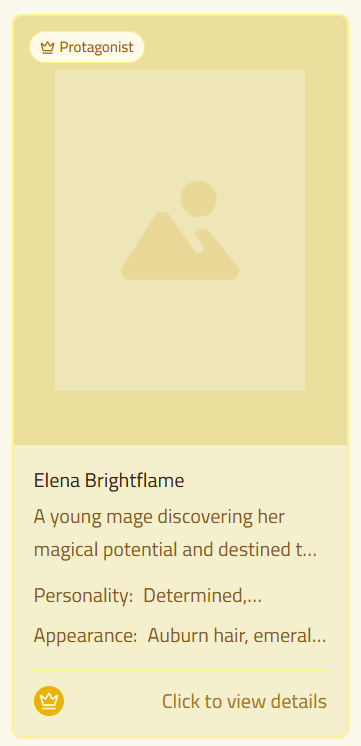 Protagonist
Elena Brightflame
A young mage discovering her
magical potential and destined t...
Personality: Determined,...
Appearance: Auburn hair, emeral...
Click to view details